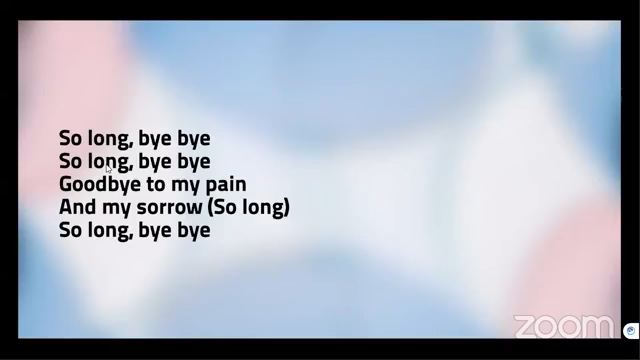 So long, bye bye
So long, bye bye
Goodbye to my pain
And my sorrow (So long)
So long, bye bye
zoom